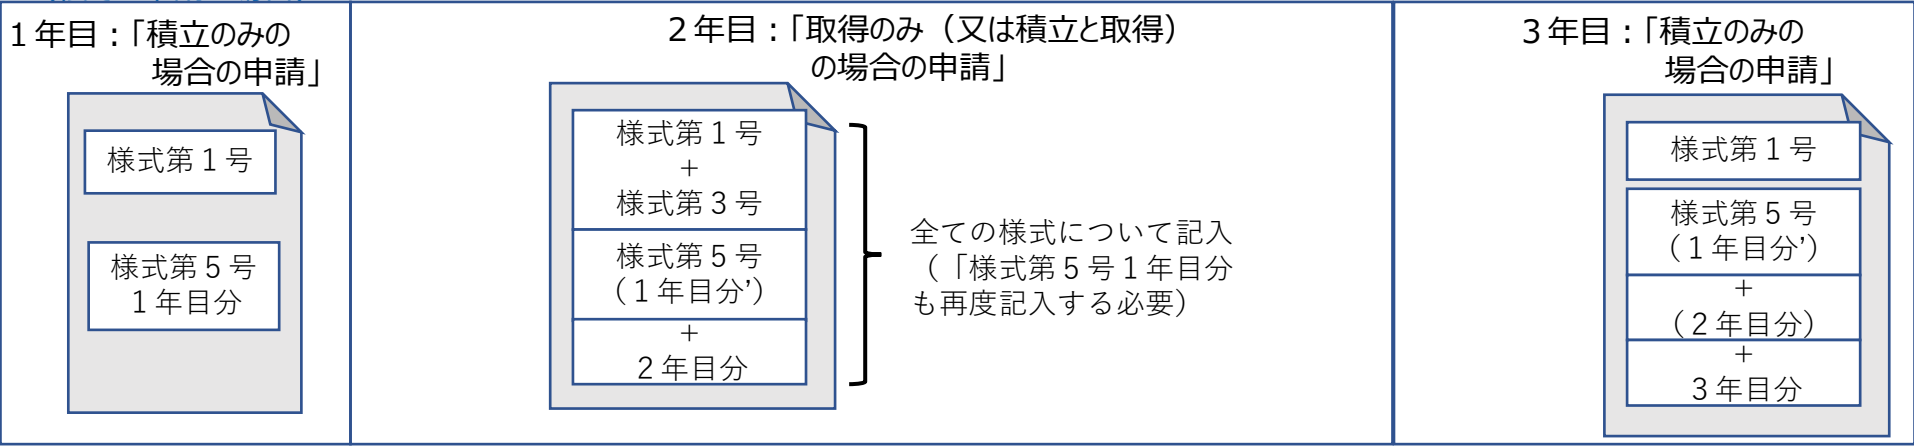 １年目：「積立のみの
場合の申請」
様式第１号
様式第５号
１年目分
２年目：「取得のみ（又は積立と取得）
の場合の申請」
様式第１号
＋
様式第３号
様式第５号
（１年目分’）
＋
２年目分
全ての様式について記入
（「様式第５号１年目分
も再度記入する必要）
３年目：「積立のみの
場合の申請」
様式第１号
様式第５号
（１年目分’）
＋
（２年目分）
＋
３年目分